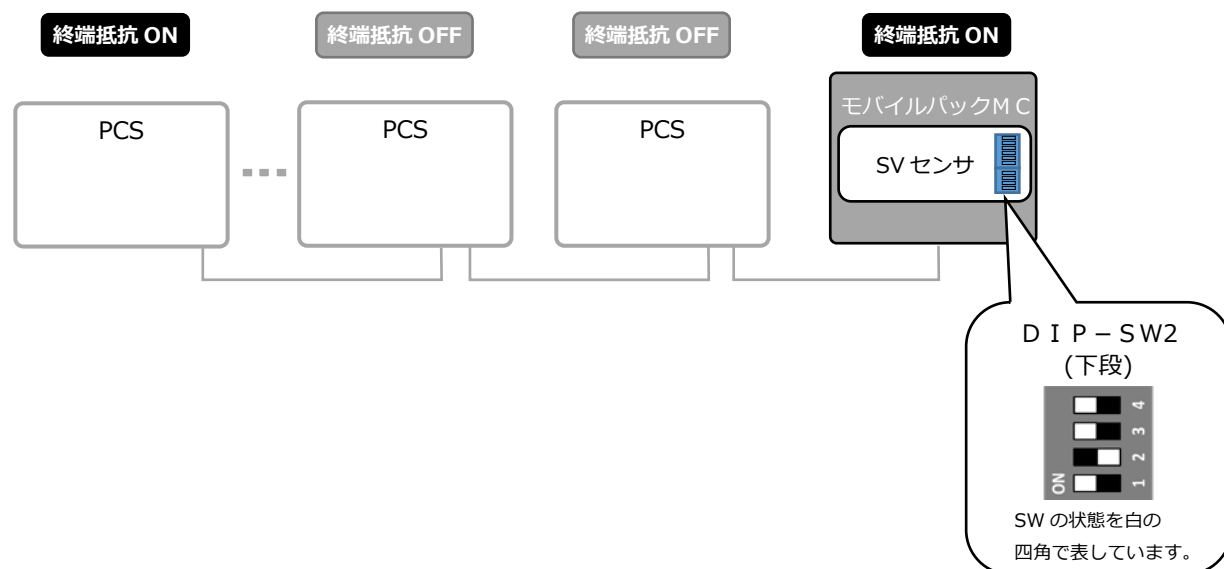 終端抵抗 ON
終端抵抗 OFF
終端抵抗 OFF
終端抵抗 ON
PCS
PCS
PCS
モバイルパックＭＣ
SV センサ
ＤＩＰ－ＳＷ2
(下段)
4
3
2
1
ON
SW の状態を白の
四角で表しています。